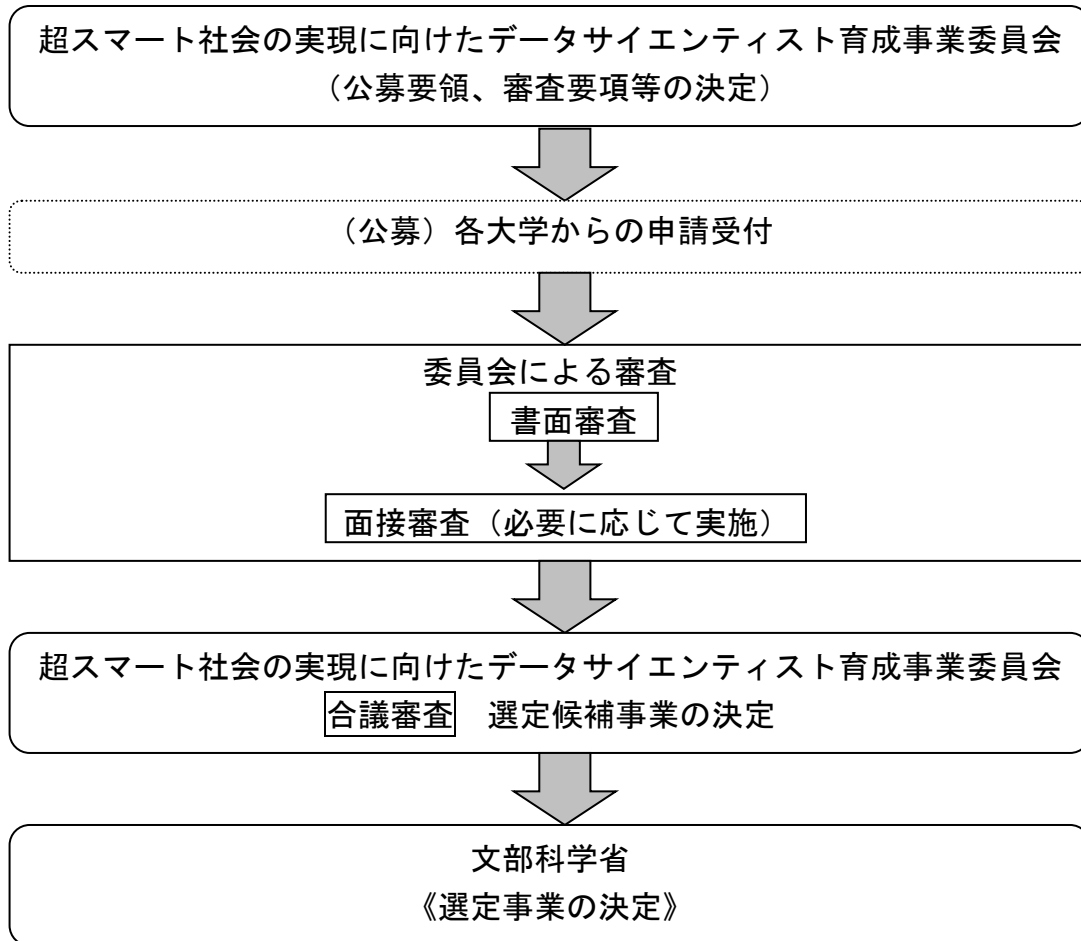 超スマート社会の実現に向けたデータサイエンティスト育成事業委員会
（公募要領、審査要項等の決定）
（公募）各大学からの申請受付
委員会による審査
書面審査
面接審査（必要に応じて実施）
超スマート社会の実現に向けたデータサイエンティスト育成事業委員会
合議審査　選定候補事業の決定
文部科学省
《選定事業の決定》